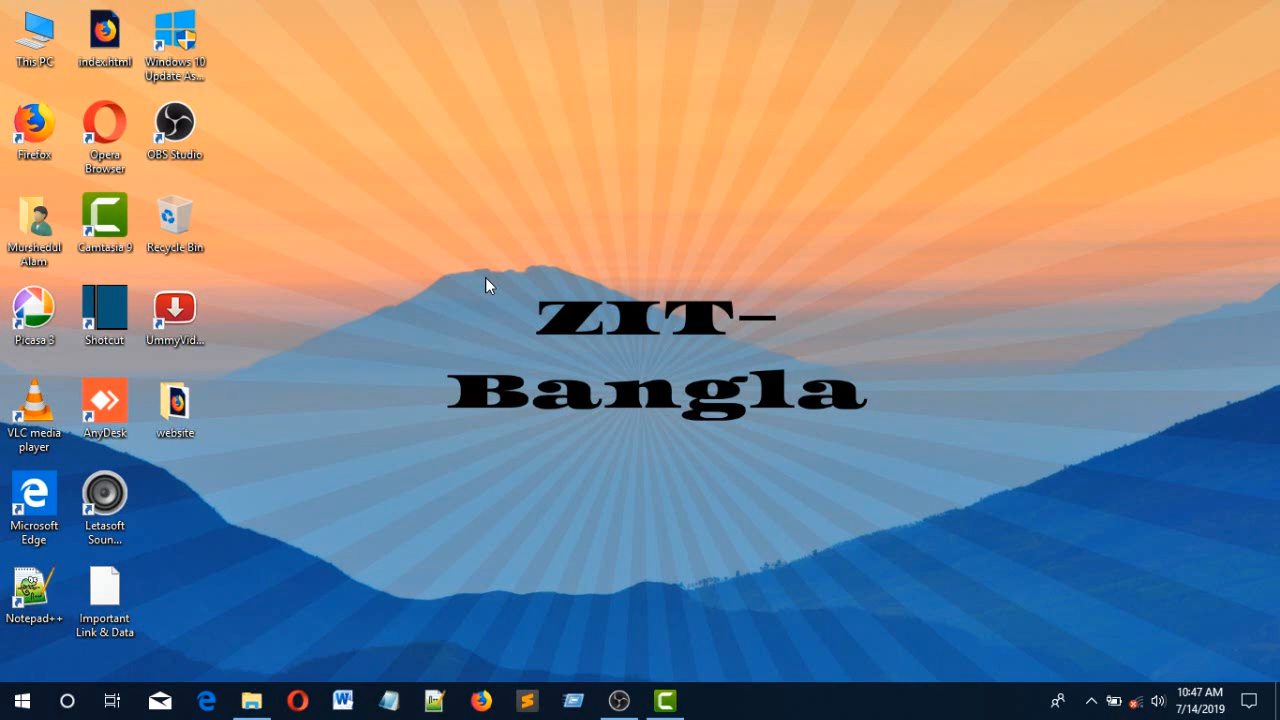 This PC
index.html
Windows 10
Update As...
Firefox
Opera
Browser
OBS Studio
Murshedul
Alam
Camtasia 9
Recycle Bin
Picasa 3
Shotcut
UmmyVid...
VLC media
player
AnyDesk
website
Microsoft
Edge
Letasoft
Soun...
Notepad++
Important
Link & Data
ZIT-
Bangla
10:47 AM
7/14/2019